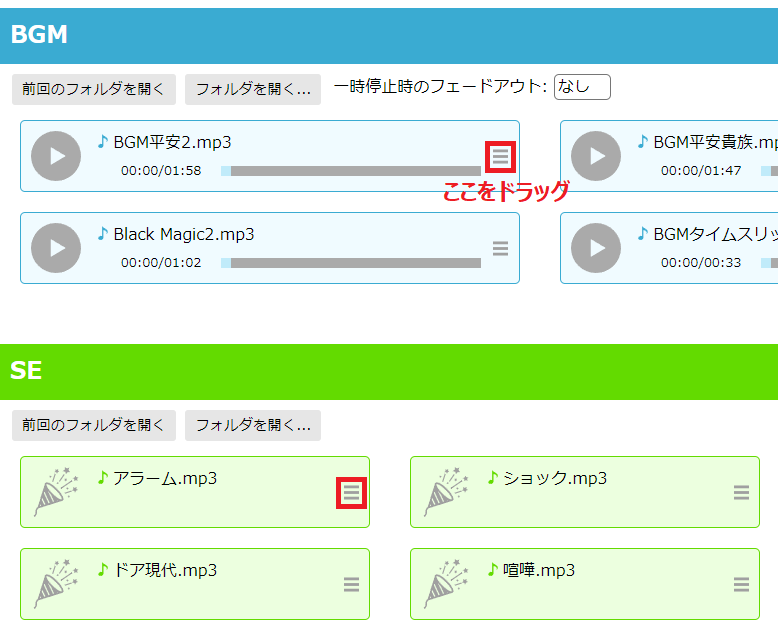 BGM
前回のフォルダを開く フォルダを開く... 一時停止時のフェードアウト: なし
BGM平安2.mp3
00:00/01:58
BGM平安貴族.mp
00:00/01:47
ここをドラッグ
Black Magic2.mp3
00:00/01:02
BGMタイムスリッ
00:00/00:33
SE
前回のフォルダを開く フォルダを開く...
アラーム.mp3
ショック.mp3
ドア現代.mp3
喧嘩.mp3